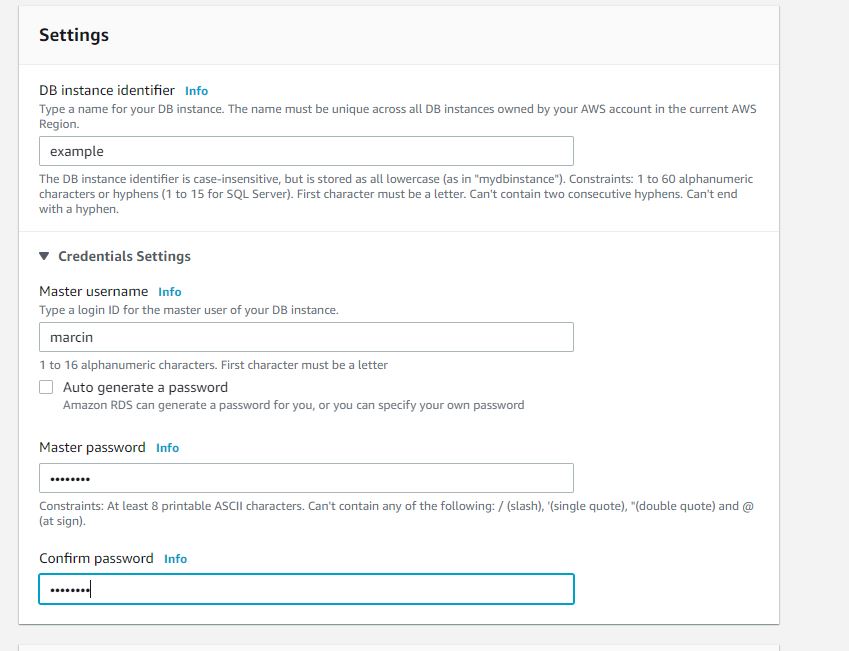 Settings
DB instance identifier Info
Type a name for your DB instance. The name must be unique across all DB instances owned by your AWS account in the current AWS
Region.
example
The DB instance identifier is case-insensitive, but is stored as all lowercase (as in "mydbinstance"). Constraints: 1 to 60 alphanumeric
characters or hyphens (1 to 15 for SQL Server). First character must be a letter. Can't contain two consecutive hyphens. Can't end
with a hyphen.
Credentials Settings
Master username Info
Type a login ID for the master user of your DB instance.
marcin
1 to 16 alphanumeric characters. First character must be a letter
Auto generate a password
Amazon RDS can generate a password for you, or you can specify your own password
Master password Info
••••••••
Constraints: At least 8 printable ASCII characters. Can't contain any of the following: / (slash), '(single quote), "(double quote) and @
(at sign).
Confirm password Info
••••••••